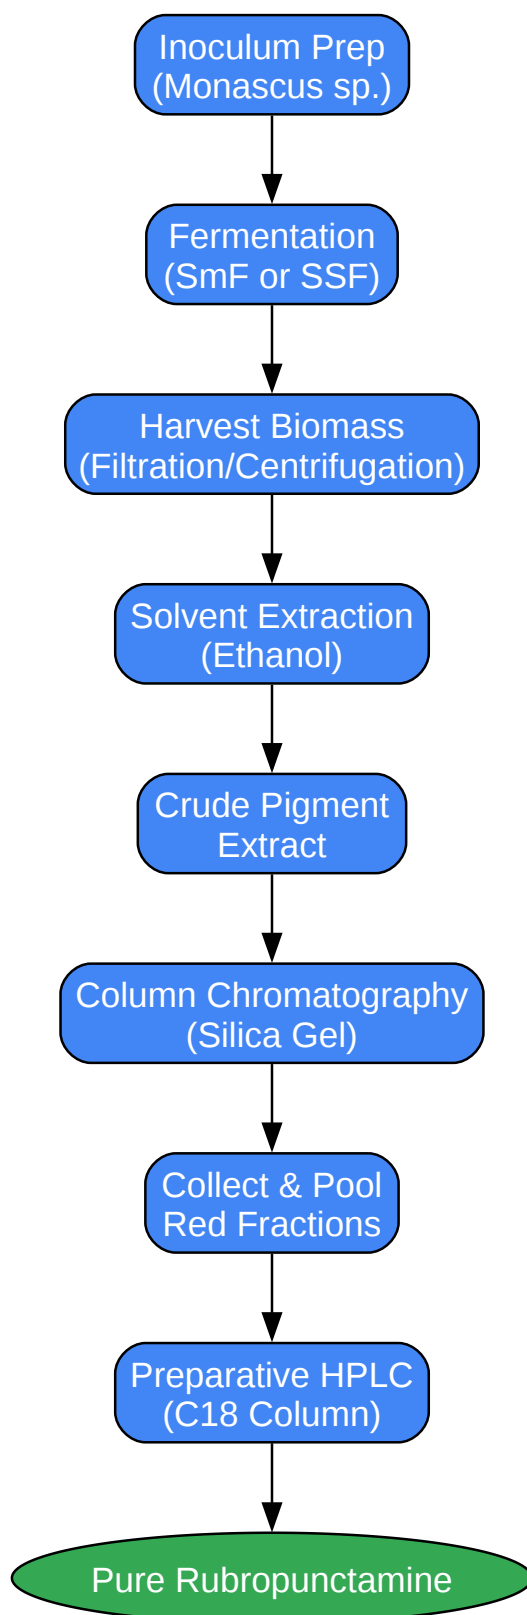 Inoculum Prep
(Monascus sp.)
Fermentation
(SmF or SSF)
Harvest Biomass
(Filtration/Centrifugation)
Solvent Extraction
(Ethanol)
Crude Pigment
Extract
Column Chromatography
(Silica Gel)
Collect & Pool
Red Fractions
Preparative HPLC
(C18 Column)
Pure Rubropunctamine